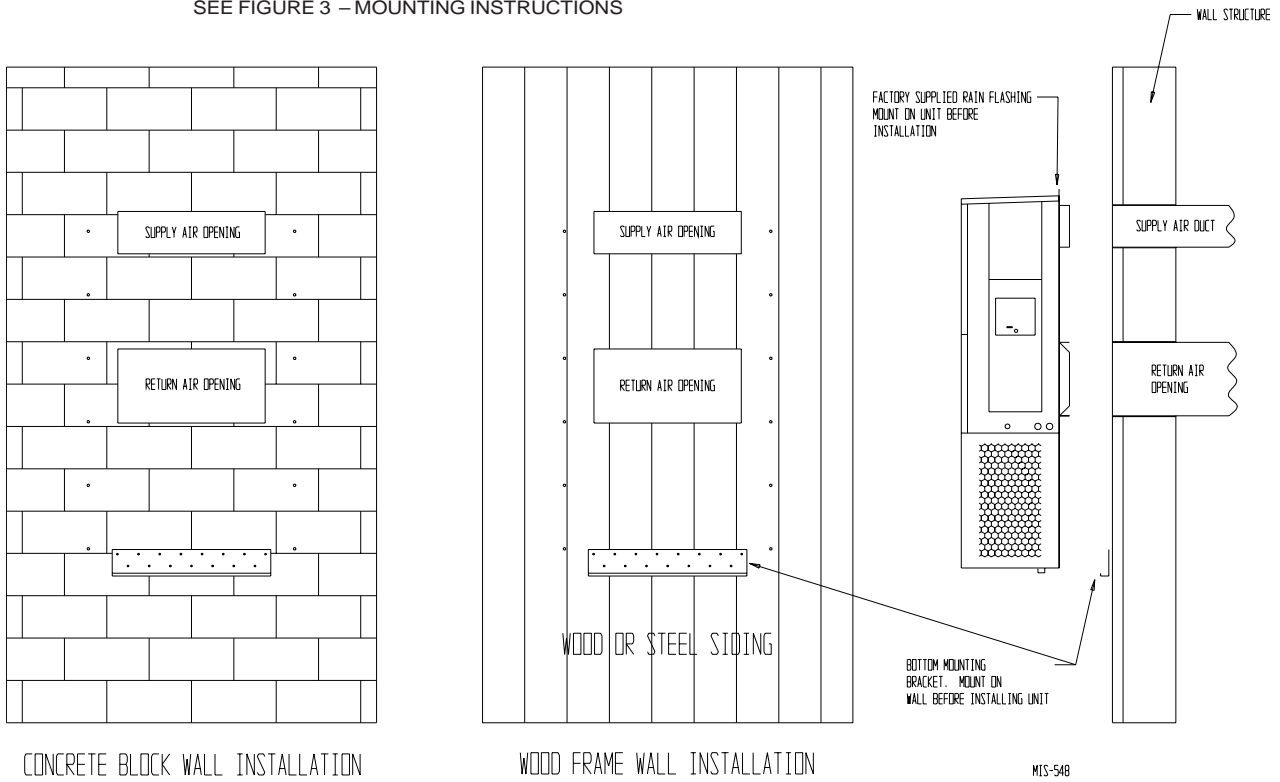 SEE FIGURE 3 – MOUNTING INSTRUCTIONS
WALL STRUCTURE
FACTORY SUPPLIED RAIN FLASHING
MOUNT ON UNIT BEFORE
INSTALLATION
SUPPLY AIR OPENING
SUPPLY AIR OPENING
SUPPLY AIR DUCT
RETURN AIR OPENING
RETURN AIR OPENING
RETURN AIR
OPENING
WOOD OR STEEL SIDING
BOTTOM MOUNTING
BRACKET. MOUNT ON
WALL BEFORE INSTALLING UNIT
CONCRETE BLOCK WALL INSTALLATION
WOOD FRAME WALL INSTALLATION
MIS-548